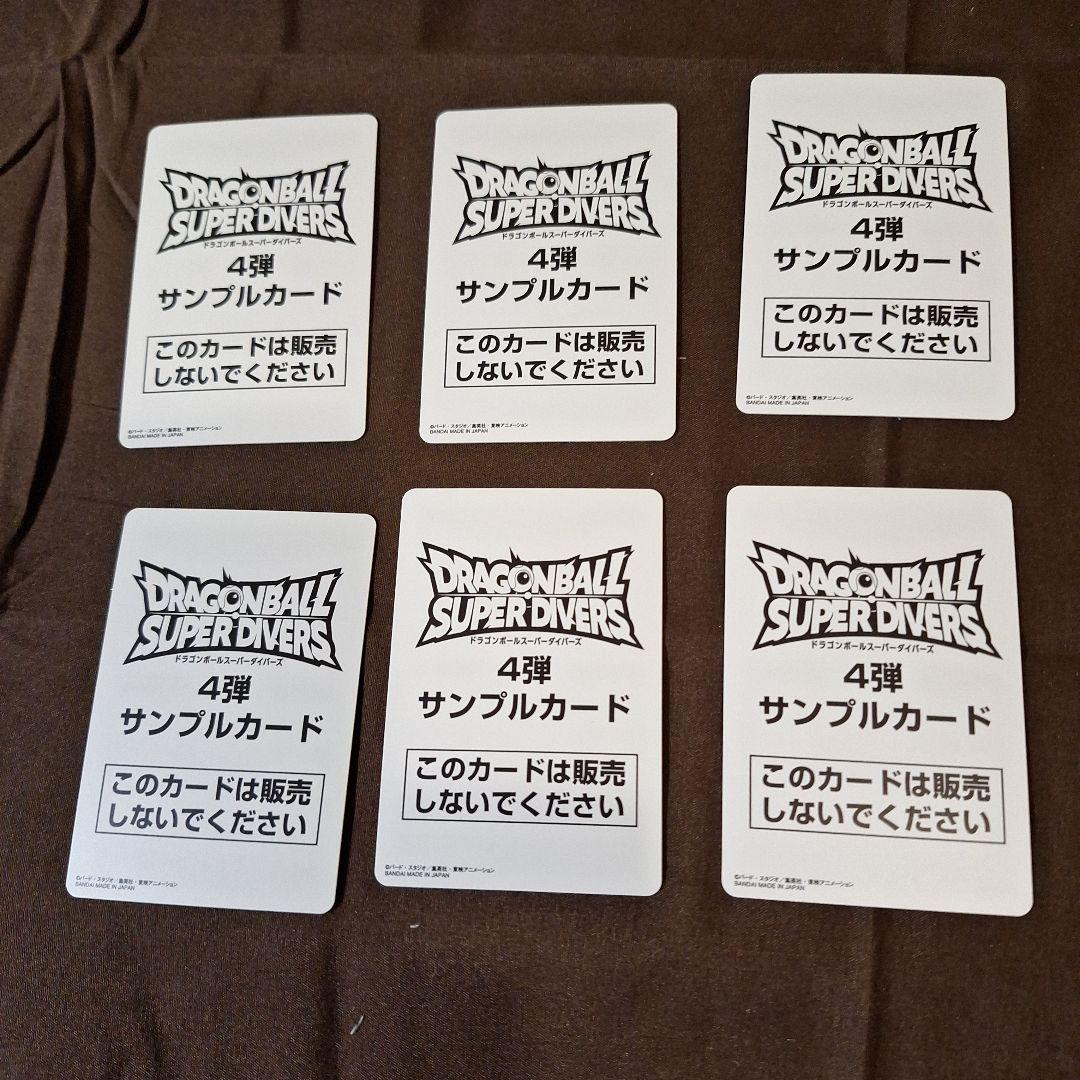 DRAGONBALL
SUPER DIVERS
ドラゴンボールスーパーダイバーズ
4弾
サンプルカード
このカードは販売
しないでください
©バード・スタジオ/集英社・東映アニメーション
BANDAI MADE IN JAPAN
DRAGONBALL
SUPER DIVERS
ドラゴンボールスーパーダイバーズ
4弾
サンプルカード
このカードは販売
しないでください
©バード・スタジオ/集英社・東映アニメーション
BANDAI MADE IN JAPAN
DRAGONBALL
SUPER DIVERS
ドラゴンボールスーパーダイバーズ
4弾
サンプルカード
このカードは販売
しないでください
©バード・スタジオ/集英社・東映アニメーション
BANDAI MADE IN JAPAN
DRAGONBALL
SUPER DIVERS
ドラゴンボールスーパーダイバーズ
4弾
サンプルカード
このカードは販売
しないでください
©バード・スタジオ/集英社・東映アニメーション
BANDAI MADE IN JAPAN
DRAGONBALL
SUPER DIVERS
ドラゴンボールスーパーダイバーズ
4弾
サンプルカード
このカードは販売
しないでください
©バード・スタジオ/集英社・東映アニメーション
BANDAI MADE IN JAPAN
DRAGONBALL
SUPER DIVERS
ドラゴンボールスーパーダイバーズ
4弾
サンプルカード
このカードは販売
しないでください
©バード・スタジオ/集英社・東映アニメーション
BANDAI MADE IN JAPAN